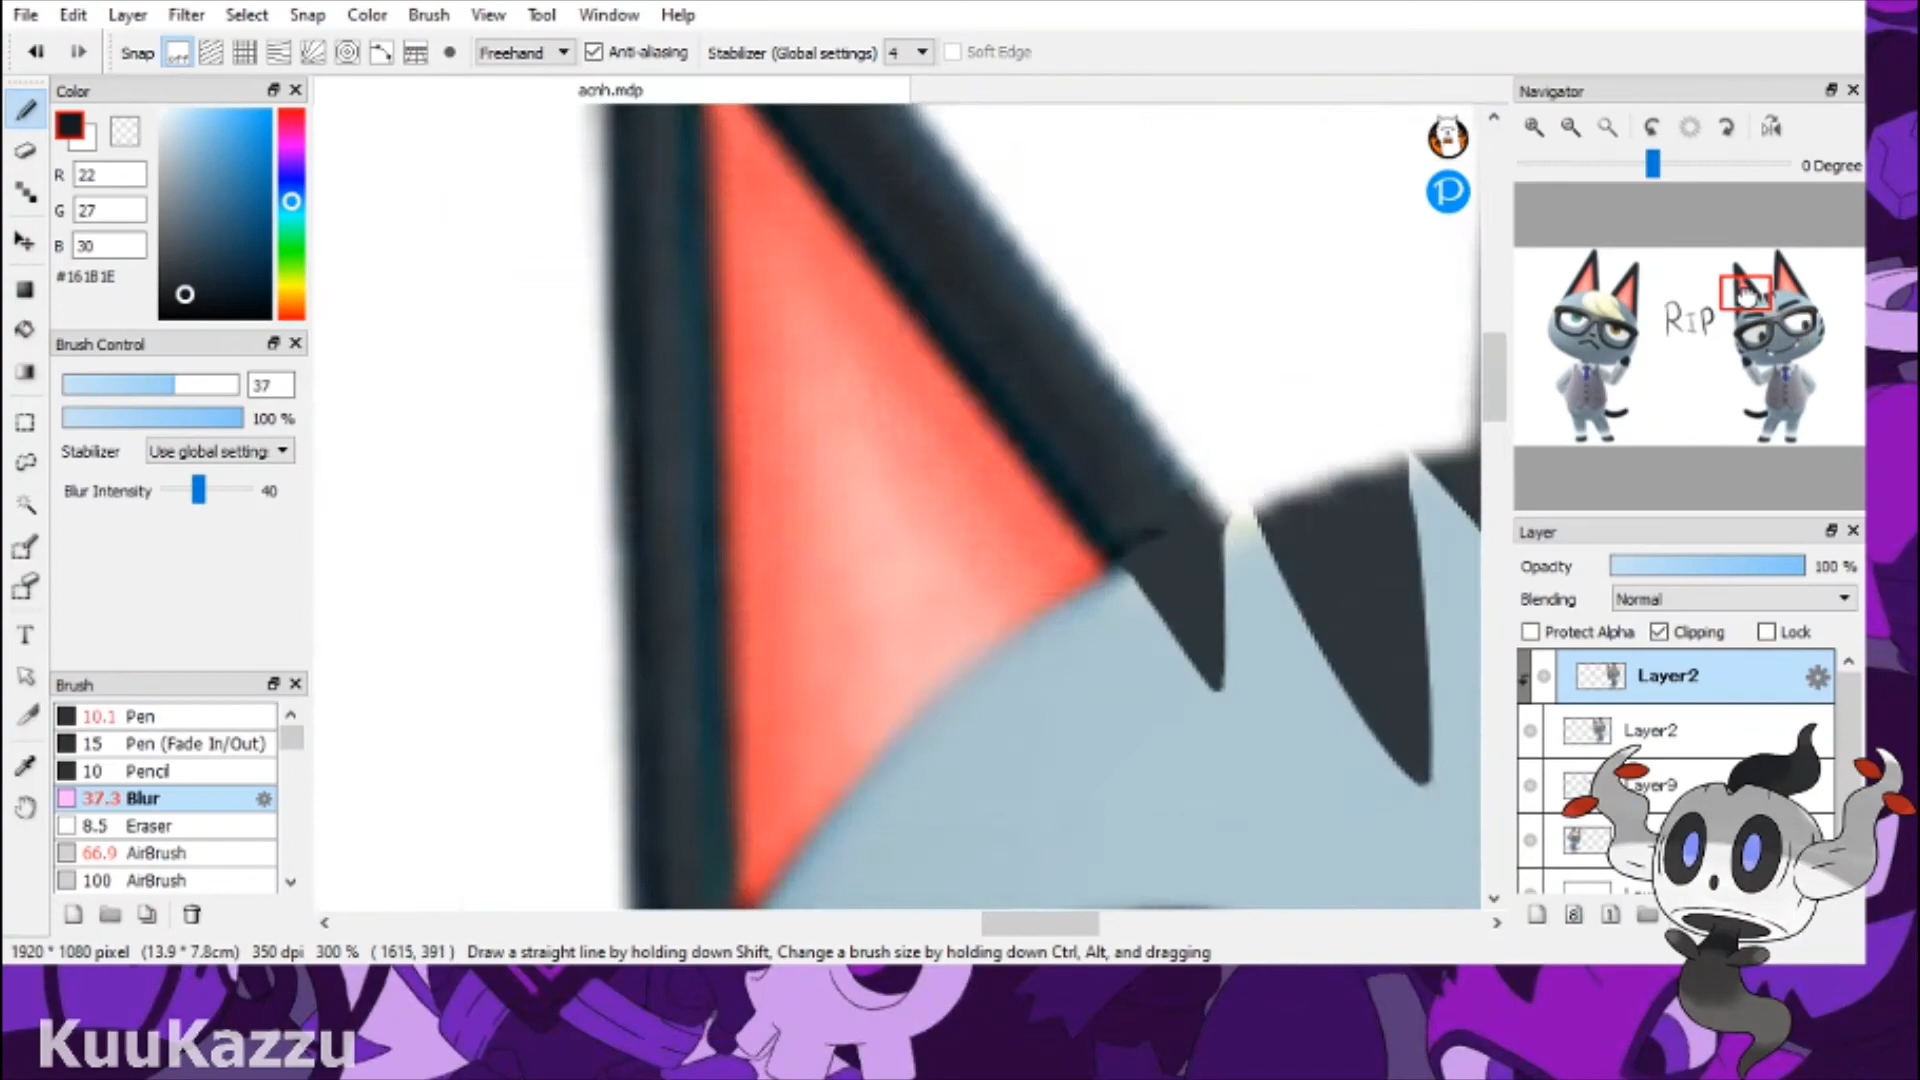 File Edit Layer Filter Select Snap Color Brush View Tool Window Help
Snap off Freehand Anti-aliasing Stabilizer (Global settings) 4 Soft Edge
Color
R 22
G 27
B 30
#161B1E
Brush Control
37
100 %
Stabilizer Use global setting
Blur Intensity 40
Brush
10.1 Pen
15 Pen (Fade In/Out)
10 Pencil
37.3 Blur
8.5 Eraser
66.9 AirBrush
100 AirBrush
acnh.mdp
P
Navigator
0 Degree
RIP
Layer
Opacity 100 %
Blending Normal
Protect Alpha Clipping Lock
Layer2
Layer2
Layer9
8 1
1920 * 1080 pixel (13.9 * 7.8cm) 350 dpi 300 % ( 1615, 391 ) Draw a straight line by holding down Shift, Change a brush size by holding down Ctrl, Alt, and dragging
KuuKazzu